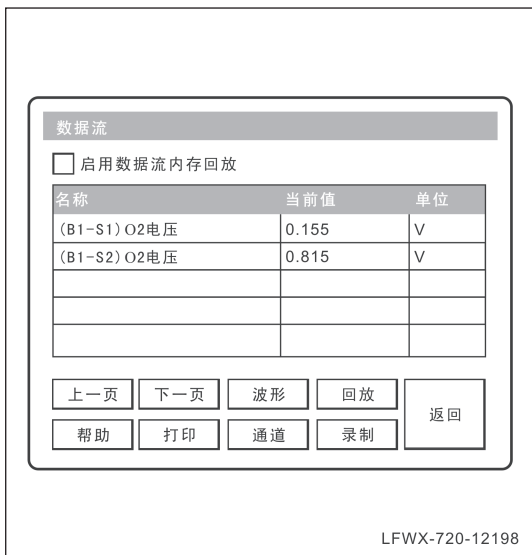 数据流
启用数据流内存回放
名称 当前值 单位
(B1-S1)O2电压 0.155 V
(B1-S2)O2电压 0.815 V
上一页 下一页 波形 回放
返回
帮助 打印 通道 录制
LFWX-720-12198